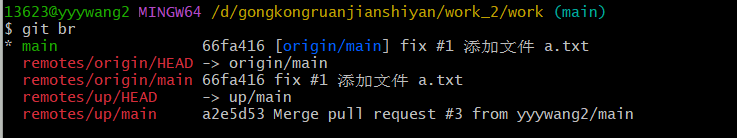 13623@yyywang2 MINGW64 /d/gongkongruanjianshiyan/work_2/work (main)
$ git br
* main 66fa416 [origin/main] fix #1 添加文件 a.txt
remotes/origin/HEAD -> origin/main
remotes/origin/main 66fa416 fix #1 添加文件 a.txt
remotes/up/HEAD -> up/main
remotes/up/main a2e5d53 Merge pull request #3 from yyywang2/main